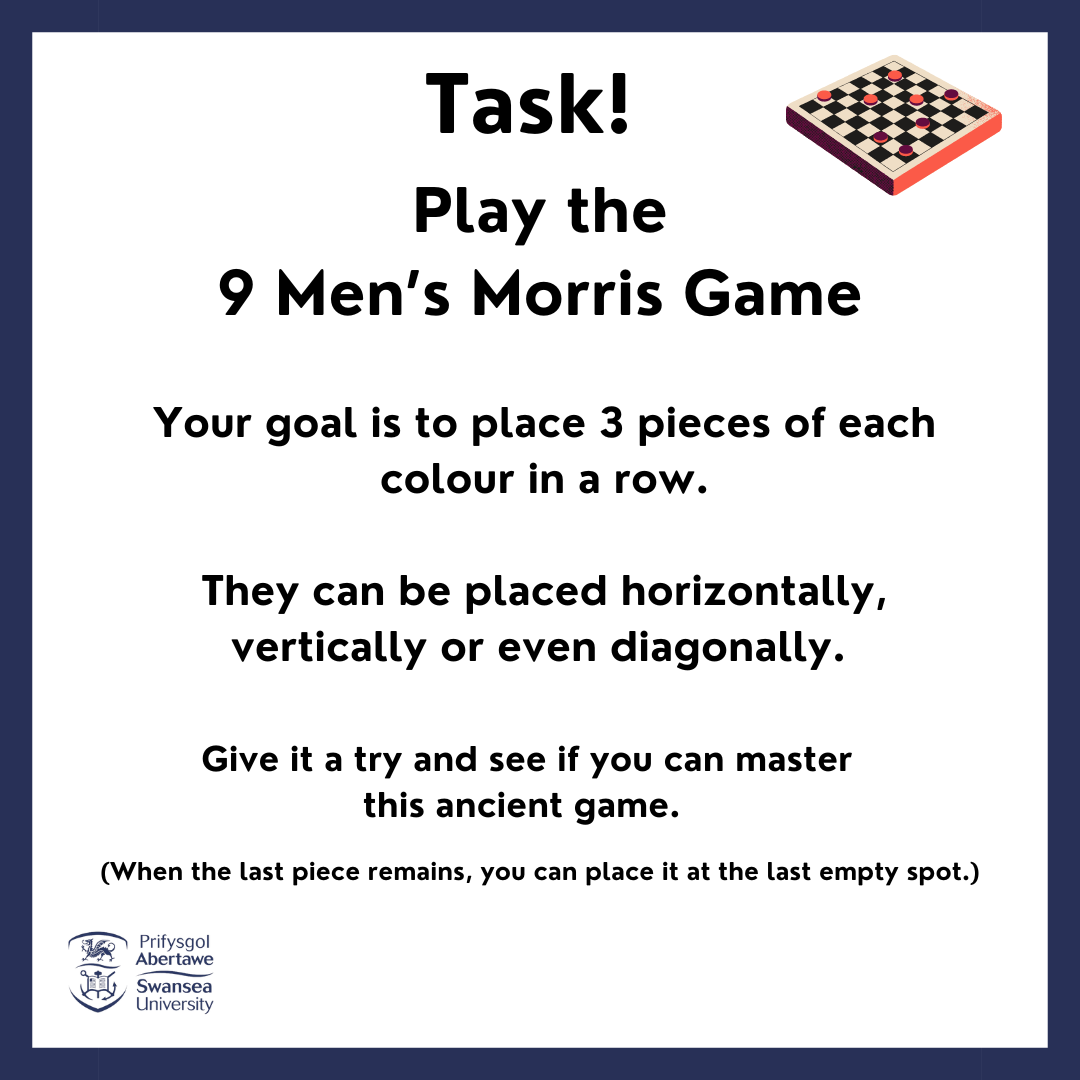 Task!
Play the
9 Men's Morris Game
Your goal is to place 3 pieces of each
colour in a row.
They can be placed horizontally,
vertically or even diagonally.
Give it a try and see if you can master
this ancient game.
(When the last piece remains, you can place it at the last empty spot.)
Prifysgol
Abertawe
Swansea
University